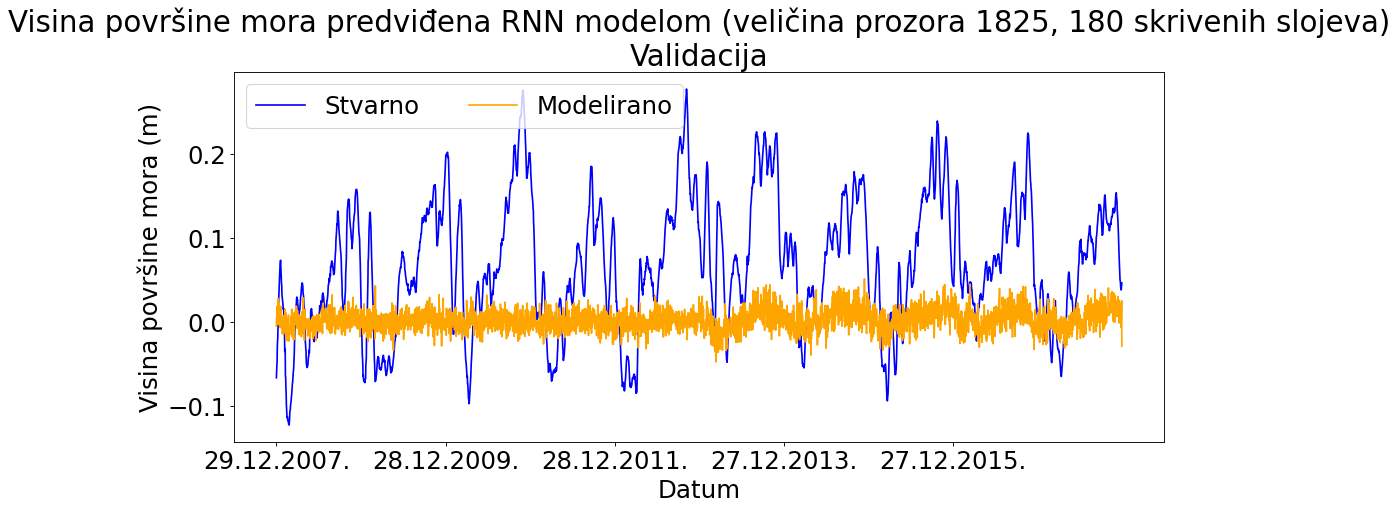 Visina površine mora predviđena RNN modelom (veličina prozora 1825, 180 skrivenih slojeva)
Validacija
Stvarno
Modelirano
Visina površine mora (m)
0.2
0.1
0.0
−0.1
29.12.2007.
28.12.2009.
28.12.2011.
27.12.2013.
27.12.2015.
Datum